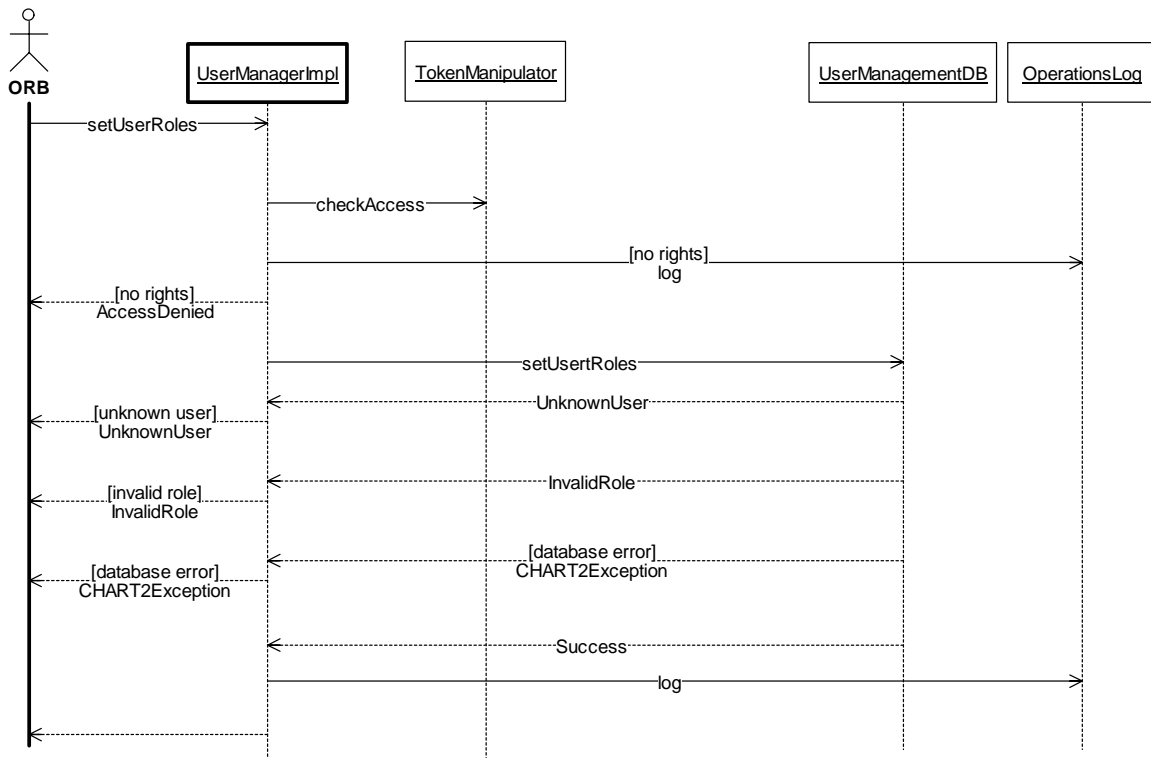 ORB
UserManagerImpl
TokenManipulator
UserManagementDB
OperationsLog
setUserRoles
checkAccess
[no rights]
log
[no rights]
AccessDenied
setUsertRoles
UnknownUser
[unknown user]
UnknownUser
InvalidRole
[invalid role]
InvalidRole
[database error]
CHART2Exception
[database error]
CHART2Exception
Success
log